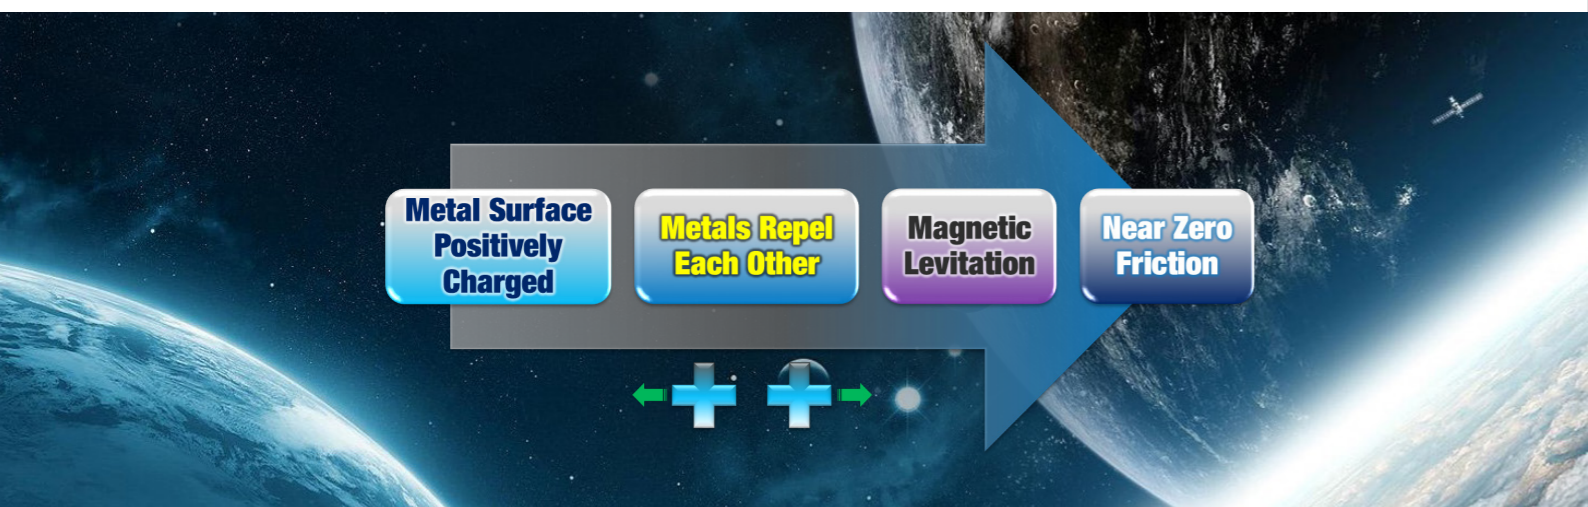 Metal Surface
Positively
Charged
Metals Repel
Each Other
Magnetic
Levitation
Near Zero
Friction